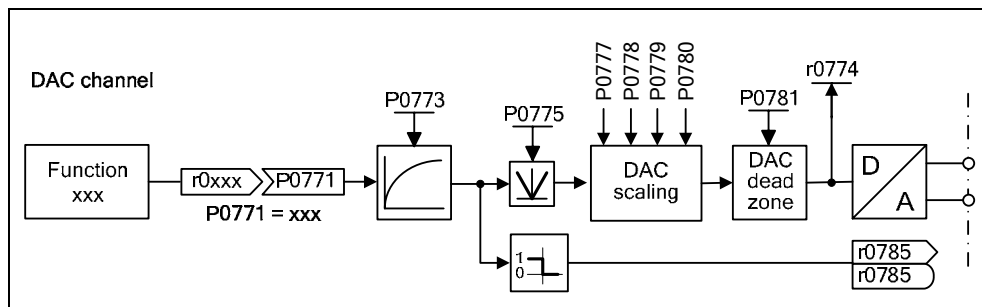 DAC channel
Function
xxx
r0xxx
P0771
P0771 = xxx
P0773
P0775
P0777
P0778
P0779
P0780
DAC
scaling
P0781
DAC
dead
zone
r0774
D
A
1
0
r0785
r0785